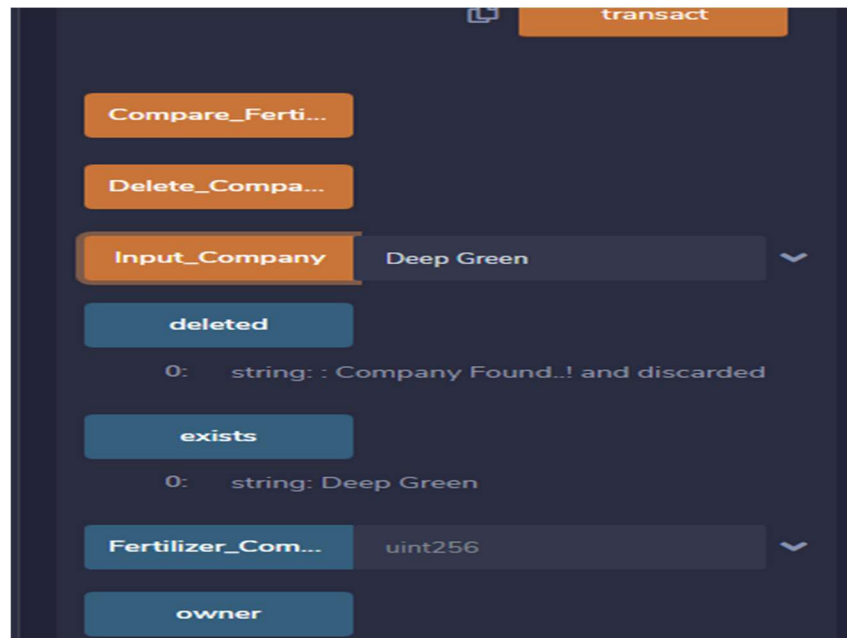 transact
Compare_Ferti...
Delete_Compa...
Input_Company Deep Green
deleted
0: string: : Company Found..! and discarded
exists
0: string: Deep Green
Fertilizer_Com... uint256
owner